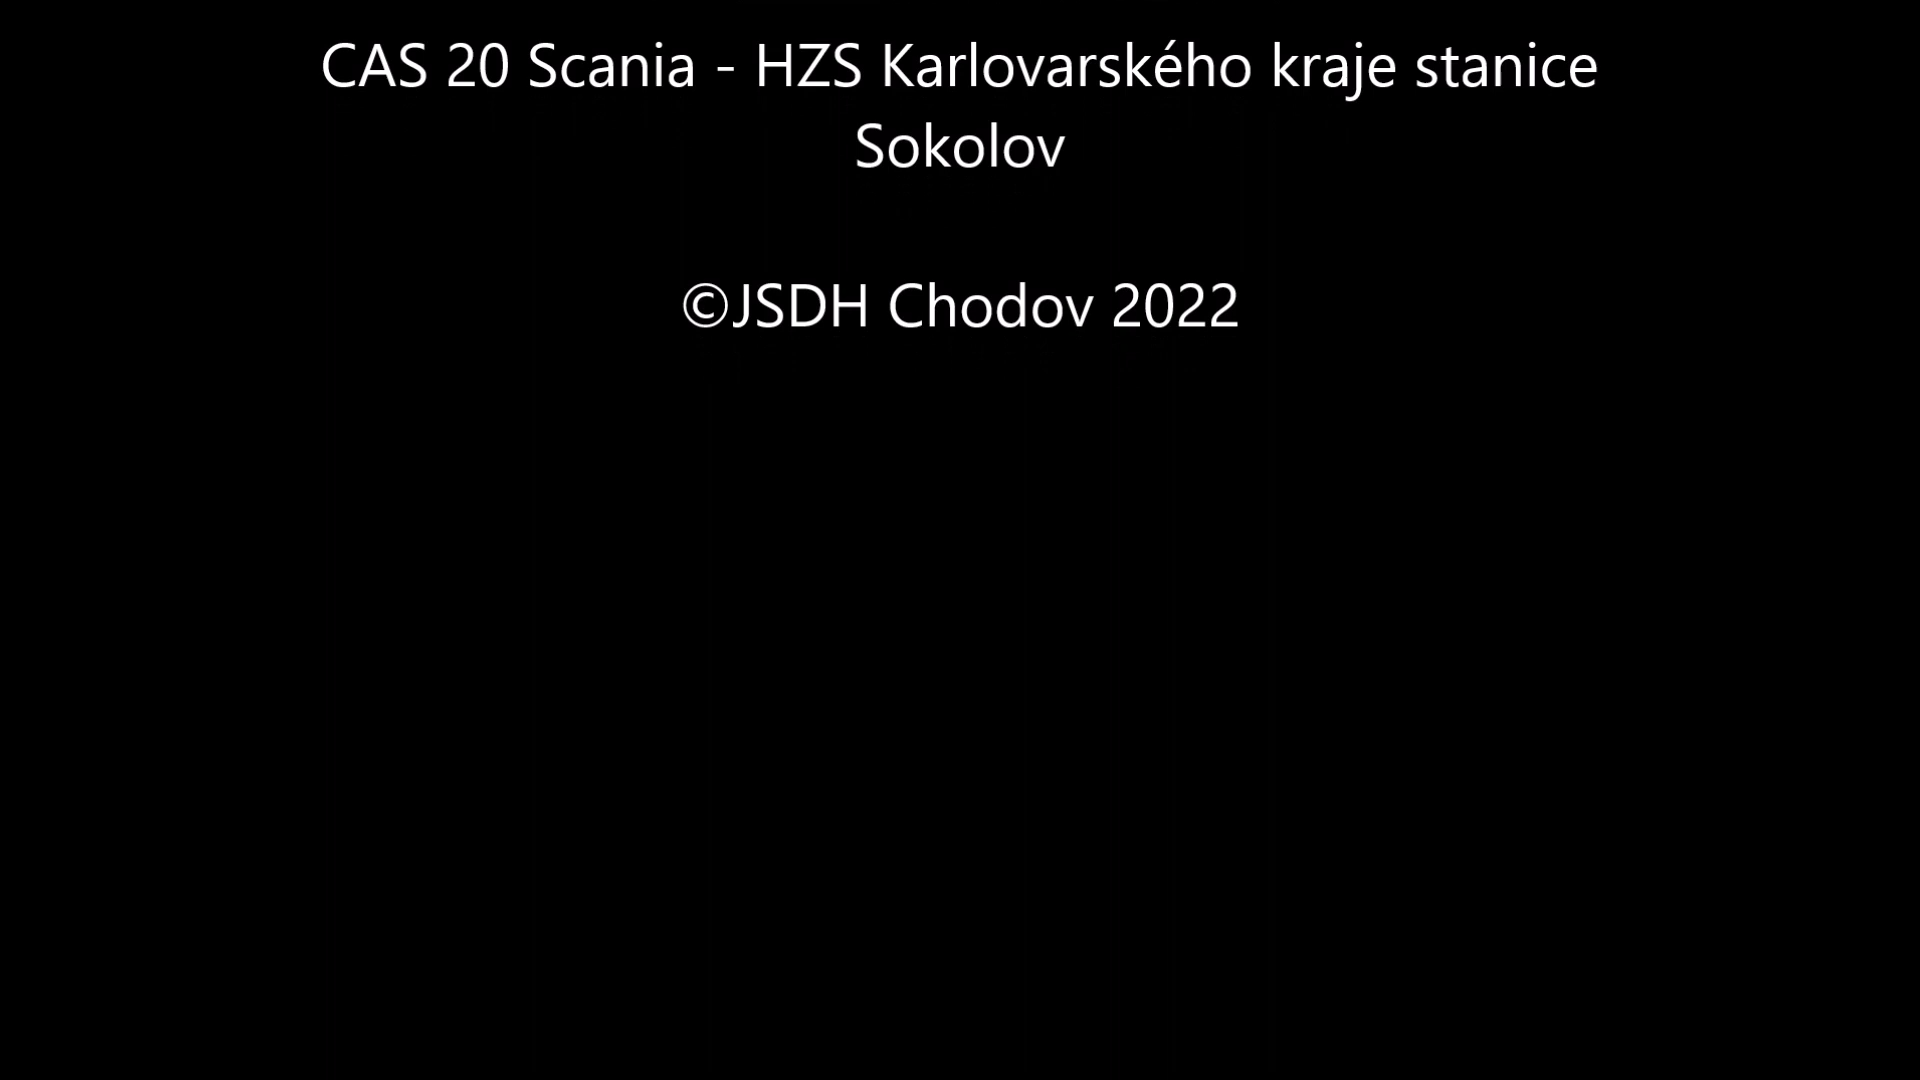 CAS 20 Scania - HZS Karlovarského kraje stanice
Sokolov
©JSDH Chodov 2022